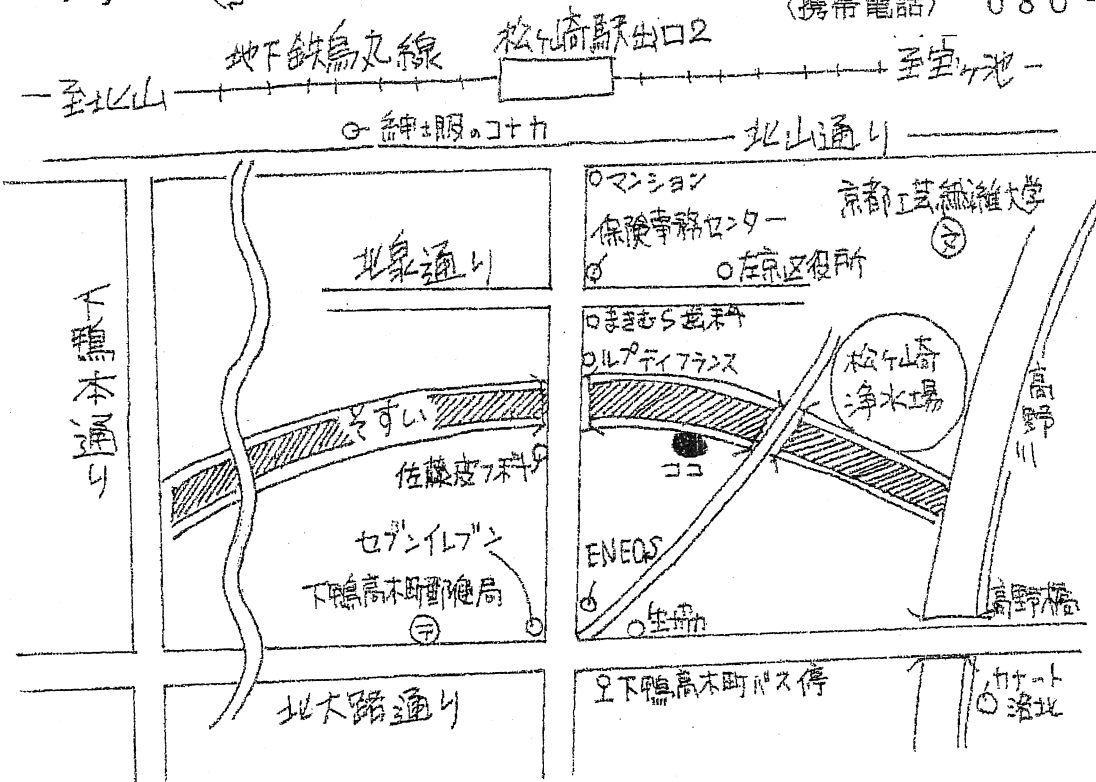 〈携帯電話〉 080-
地下鉄烏丸線
松ヶ崎駅出口2
至北山
至宝ヶ池
紳士服のコナカ
北山通り
マンション
京都工芸繊維大学
文
保険事務センター
北泉通り
左京区役所
下鴨本通り
まきむら歯科
ルプティフランス
松ヶ崎
浄水場
高野川
そすい
佐藤皮フ科
ココ
セブンイレブン
ENEOS
下鴨高木町郵便局
〒
生協
高野橋
北大路通り
下鴨高木町バス停
カナート
洛北